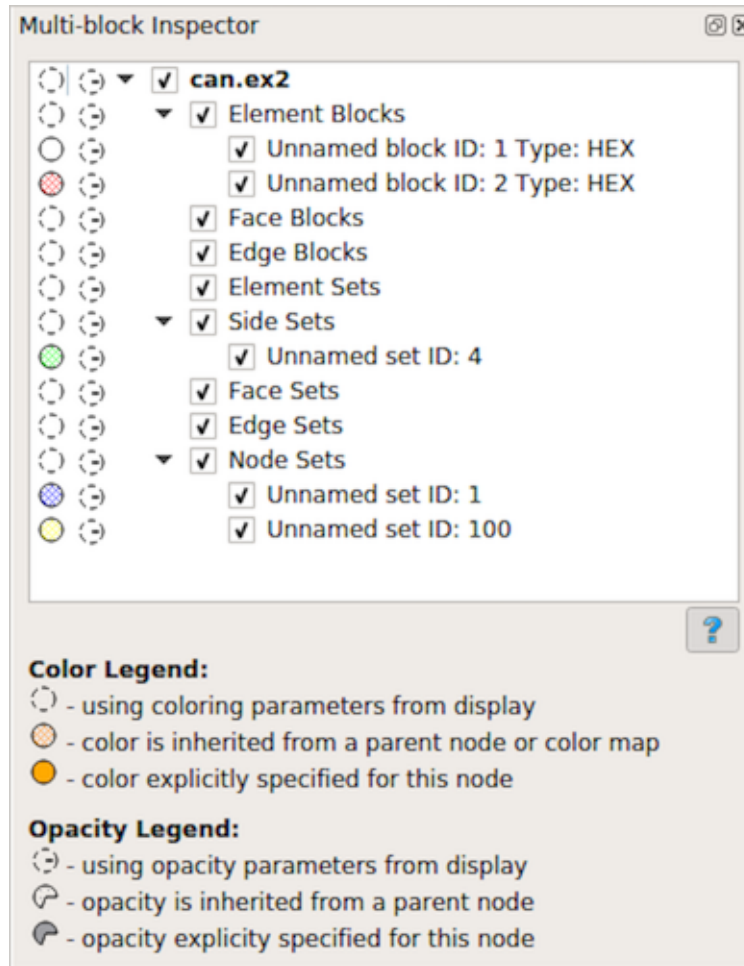 Multi-block Inspector
can.ex2
Element Blocks
Unnamed block ID: 1 Type: HEX
Unnamed block ID: 2 Type: HEX
Face Blocks
Edge Blocks
Element Sets
Side Sets
Unnamed set ID: 4
Face Sets
Edge Sets
Node Sets
Unnamed set ID: 1
Unnamed set ID: 100
?
Color Legend:
- using coloring parameters from display
- color is inherited from a parent node or color map
- color explicitly specified for this node
Opacity Legend:
- using opacity parameters from display
- opacity is inherited from a parent node
- opacity explicity specified for this node